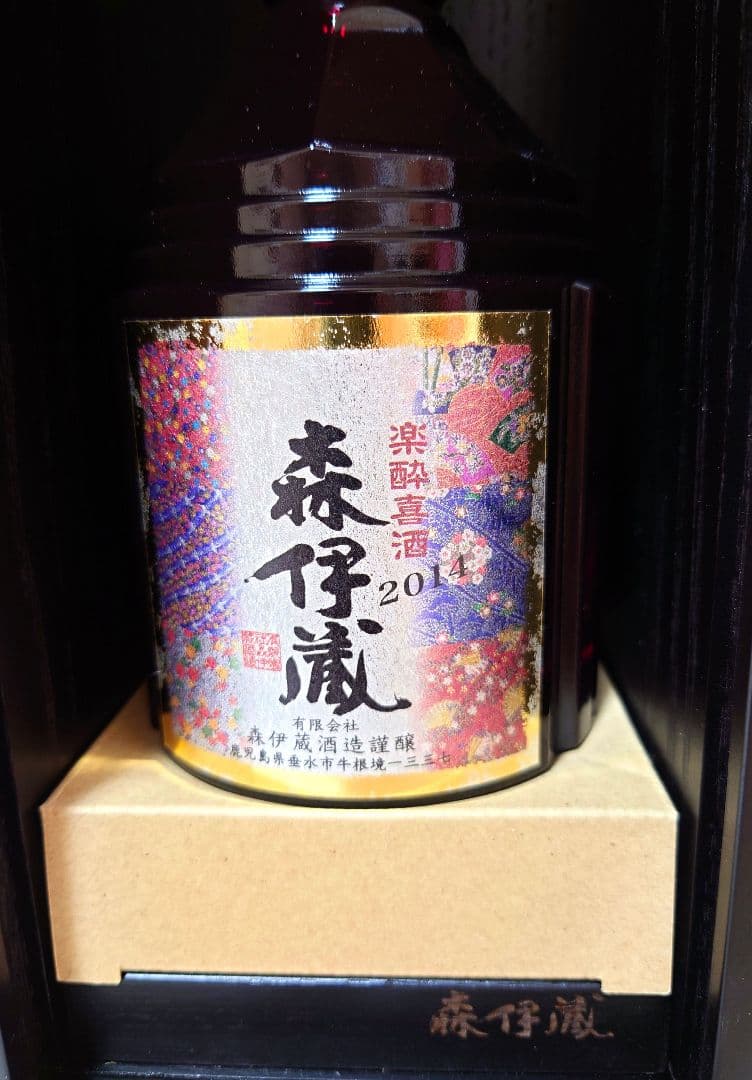 楽酔喜酒
森伊蔵
2014
有限会社
森伊蔵酒造謹醸
鹿児島県垂水市牛根境一三三七
森伊蔵